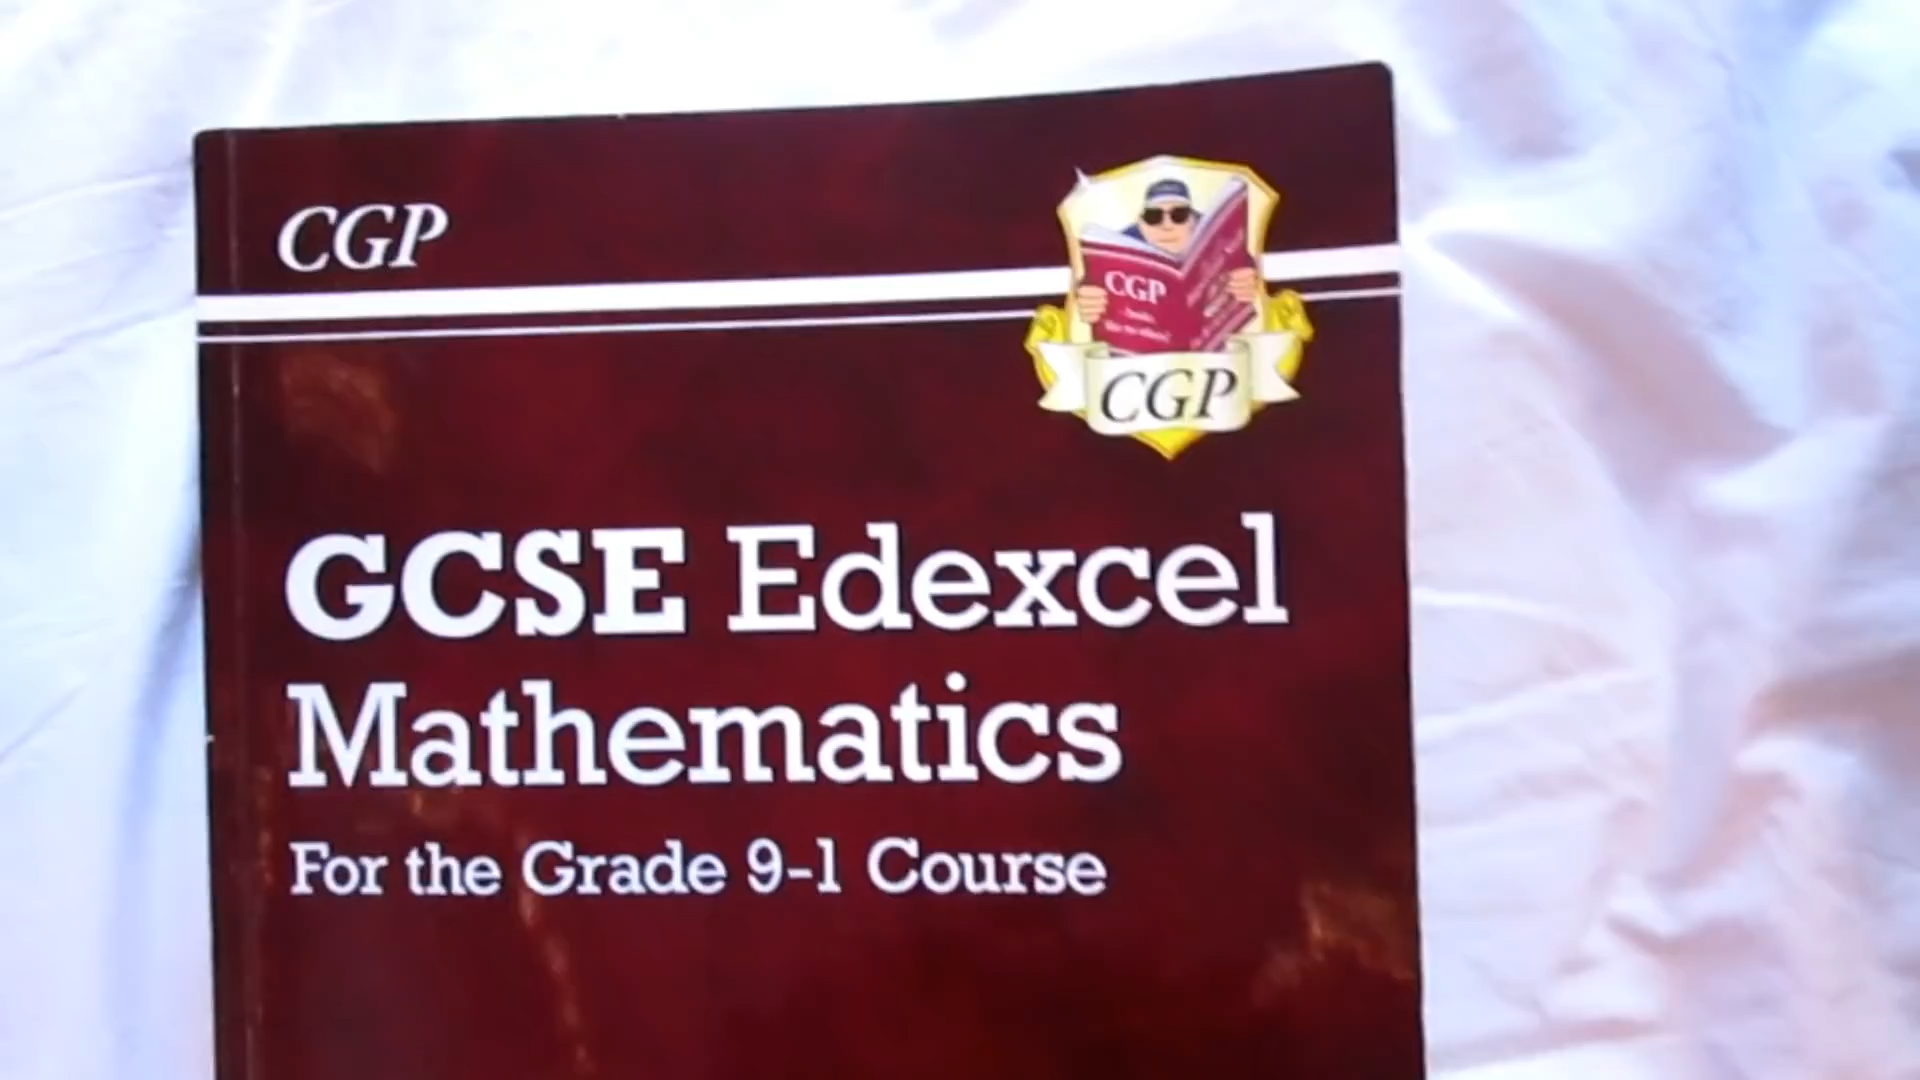 CGP
CGP
CGP
GCSE Edexcel
Mathematics
For the Grade 9-1 Course